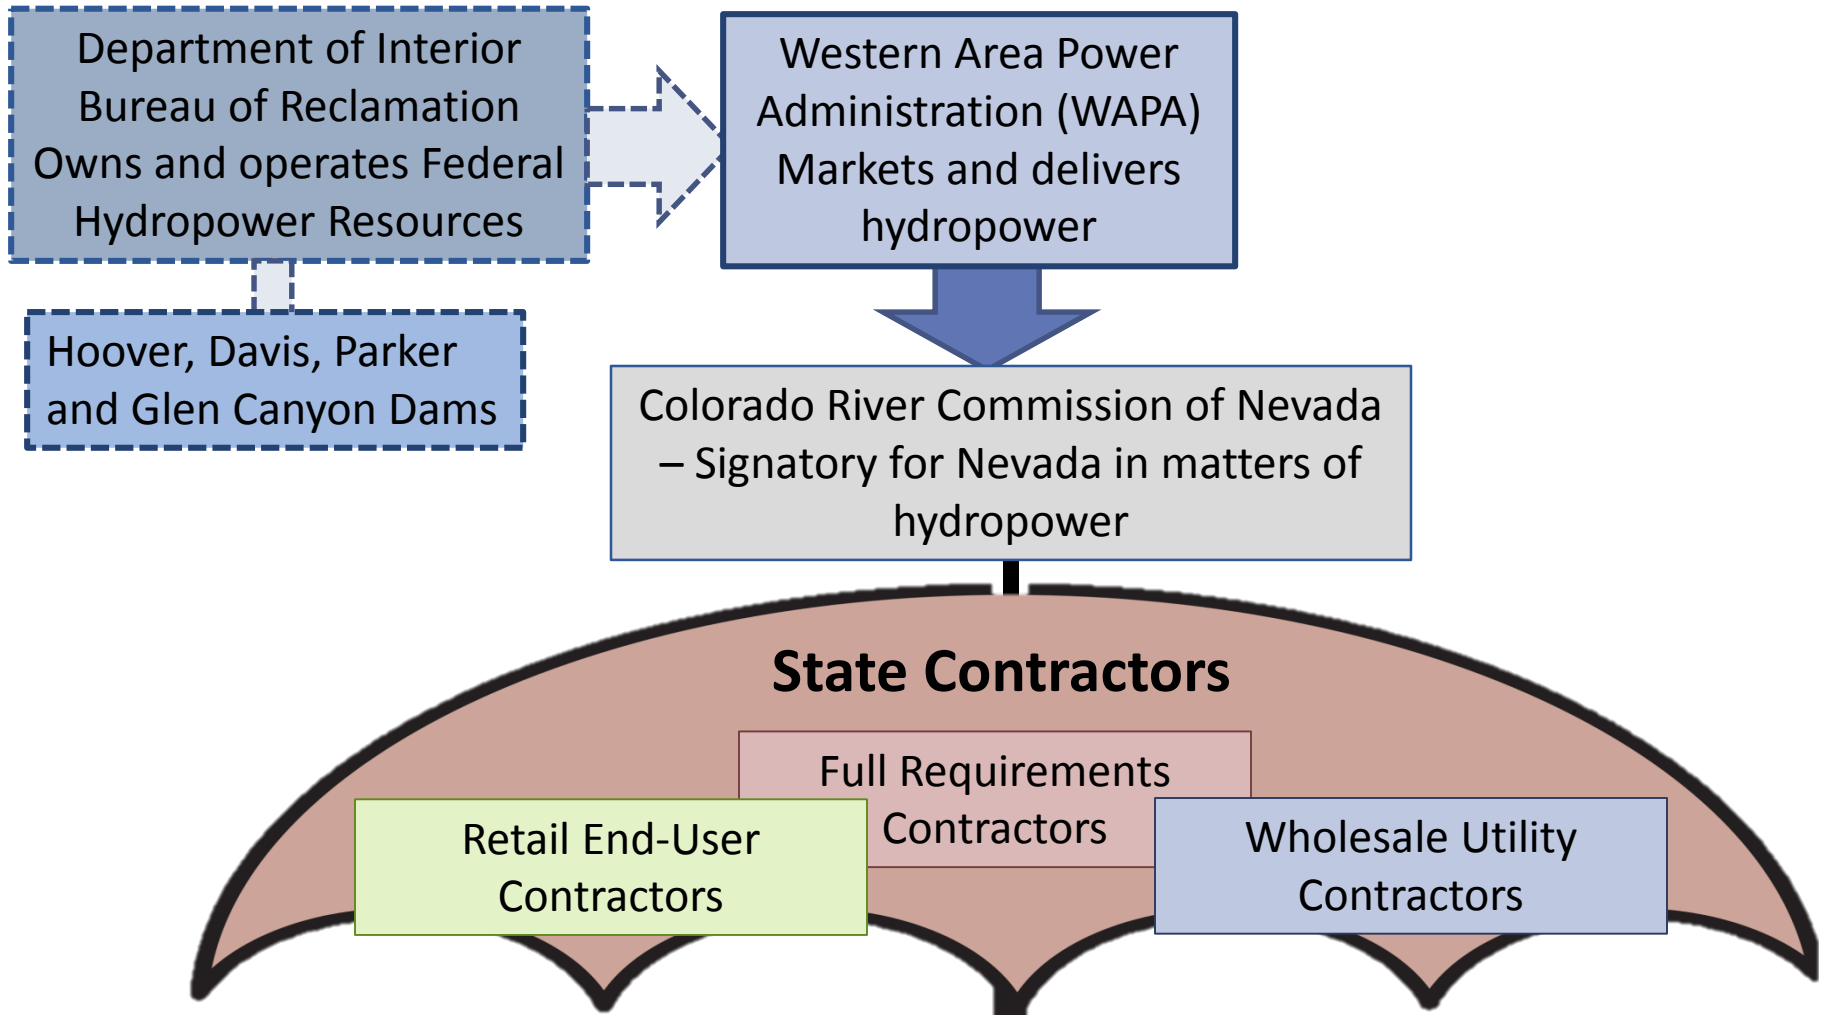 Department of Interior
Bureau of Reclamation
Owns and operates Federal
Hydropower Resources
Western Area Power
Administration (WAPA)
Markets and delivers
hydropower
Hoover, Davis, Parker
and Glen Canyon Dams
Colorado River Commission of Nevada
– Signatory for Nevada in matters of
hydropower
State Contractors
Full Requirements
Contractors
Retail End-User
Contractors
Wholesale Utility
Contractors